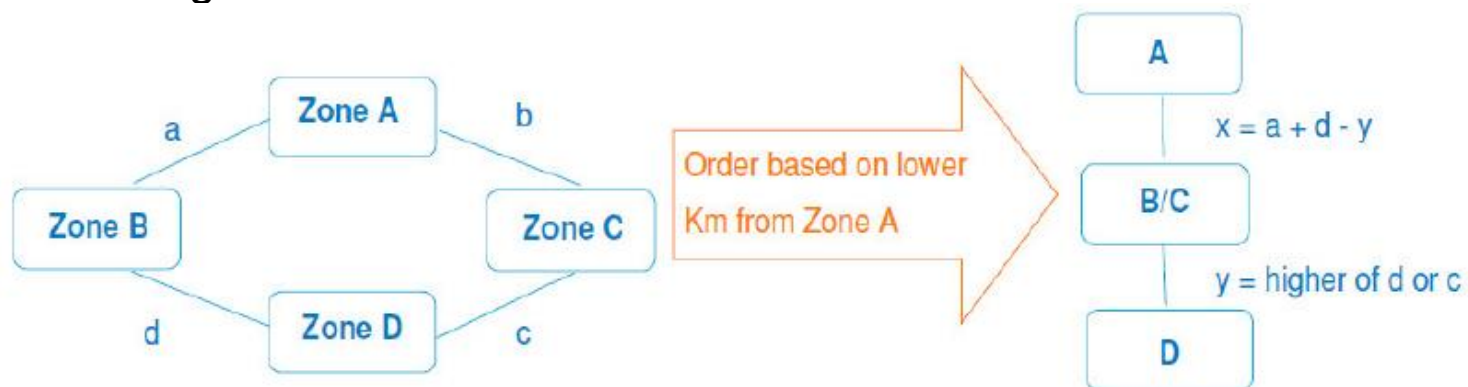 Zone A
a
b
Zone B
Zone C
d
Zone D
c
Order based on lower
Km from Zone A
A
x = a + d - y
B/C
y = higher of d or c
D